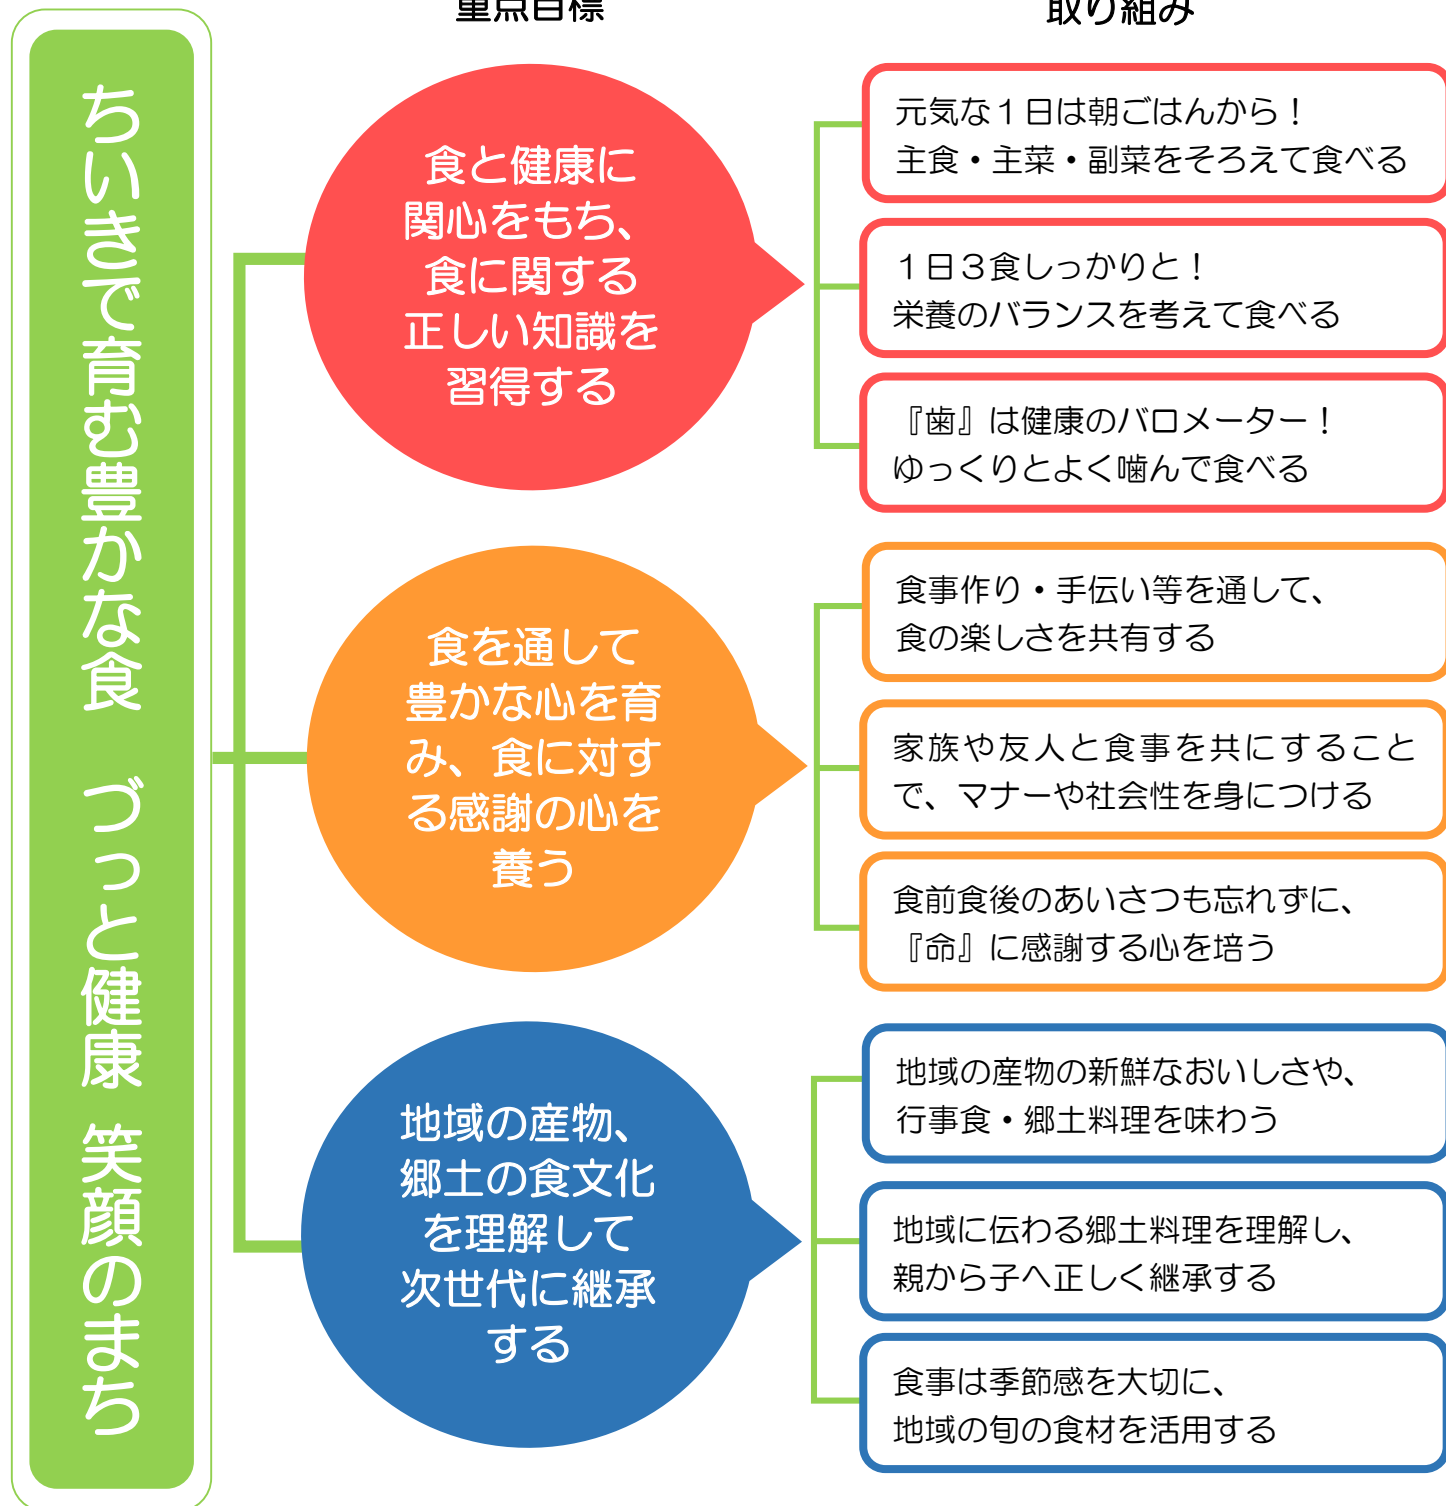 重点目標
取り組み
ちいきで育む豊かな食　づっと健康 笑顔のまち
食と健康に
関心をもち、
食に関する
正しい知識を
習得する
元気な１日は朝ごはんから！
主食・主菜・副菜をそろえて食べる
１日３食しっかりと！
栄養のバランスを考えて食べる
『歯』は健康のバロメーター！
ゆっくりとよく噛んで食べる
食を通して
豊かな心を育
み、食に対す
る感謝の心を
養う
食事作り・手伝い等を通して、
食の楽しさを共有する
家族や友人と食事を共にすること
で、マナーや社会性を身につける
食前食後のあいさつも忘れずに、
『命』に感謝する心を培う
地域の産物、
郷土の食文化
を理解して
次世代に継承
する
地域の産物の新鮮なおいしさや、
行事食・郷土料理を味わう
地域に伝わる郷土料理を理解し、
親から子へ正しく継承する
食事は季節感を大切に、
地域の旬の食材を活用する